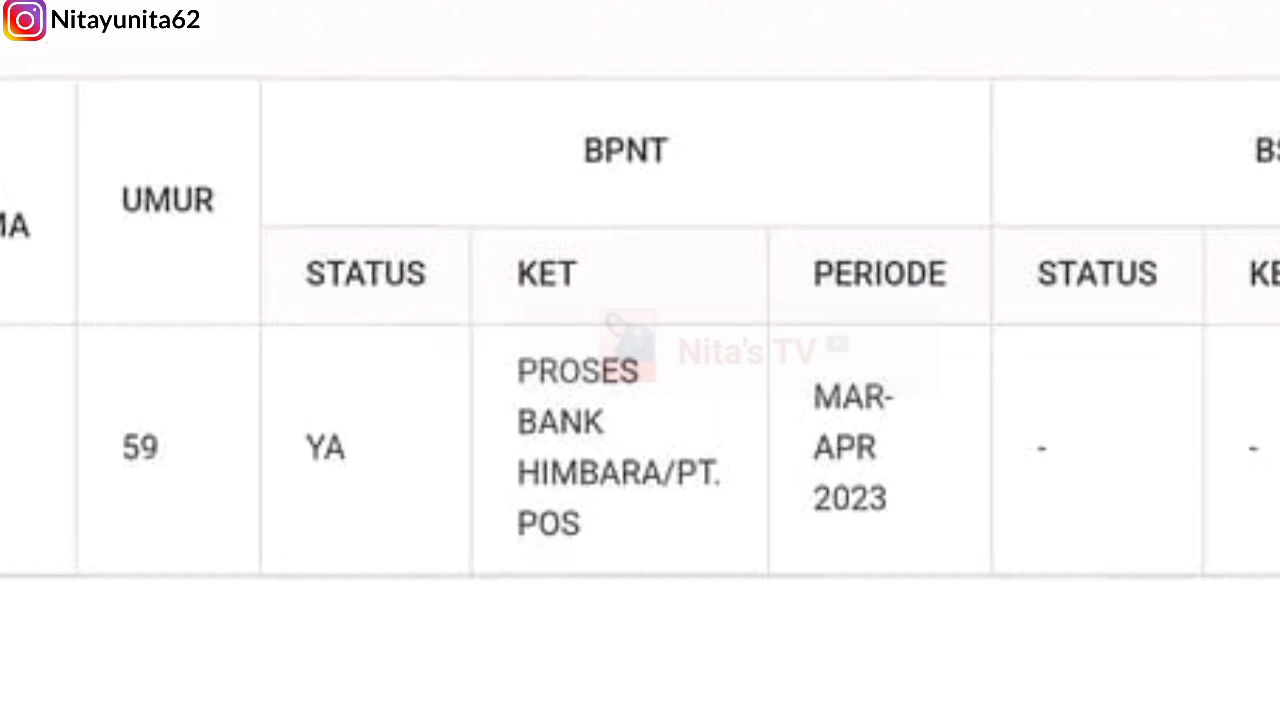 Nitayunita62
BPNT
UMUR
STATUS
KET
PERIODE
STATUS
Nita's TV
PROSES
BANK
HIMBARA/PT.
POS
MAR-
APR
2023
59
YA
-
-